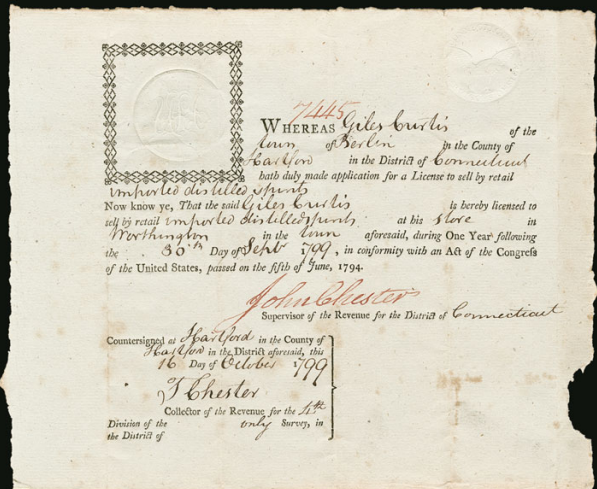 7445
WHEREAS Giles Curtis of the
town of Berlin in the County of
Hartford in the District of Connecticut
hath duly made application for a License to sell by retail
imported distilled spirits
Now know ye, That the said Giles Curtis is hereby licensed to
sell by retail imported distilled spirits at his store in
Worthington in the town aforesaid, during One Year following
the 30th Day of Sepbr 1799, in conformity with an Act of the Congress
of the United States, passed on the fifth of June, 1794.
John Chester
Supervisor of the Revenue for the District of Connecticut
Countersigned at Hartford in the County of
Hartford in the District aforesaid, this
16 Day of October 1799
Chester
Collector of the Revenue for the 4th
Division of the only Survey, in
the District of